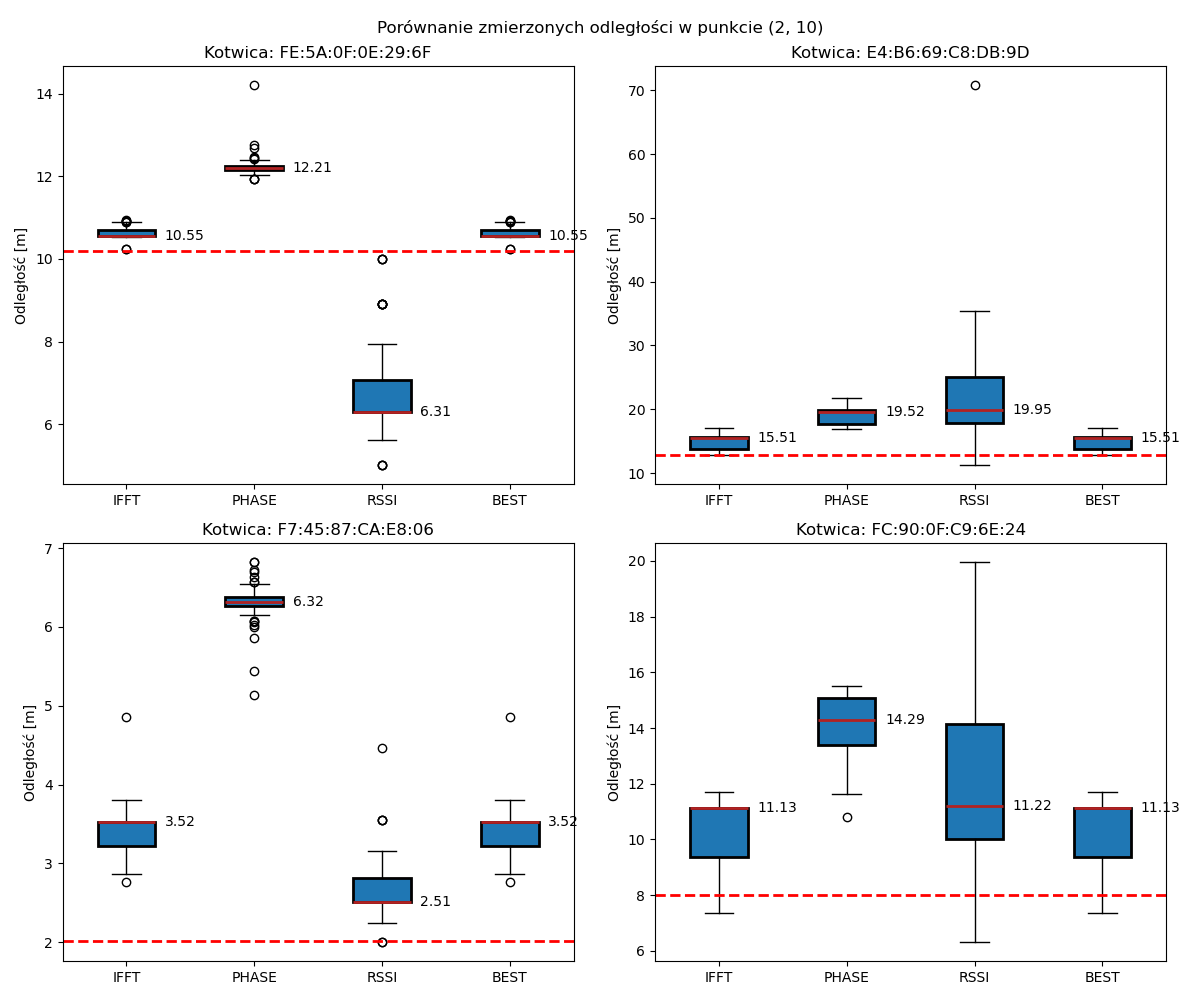 Porównanie zmierzonych odległości w punkcie (2, 10)
Kotwica: FE:5A:0F:0E:29:6F
Odległość [m]
14
12
10
8
6
12.21
10.55
10.55
6.31
IFFT
PHASE
RSSI
BEST
Kotwica: E4:B6:69:C8:DB:9D
Odległość [m]
70
60
50
40
30
20
10
15.51
19.52
19.95
15.51
IFFT
PHASE
RSSI
BEST
Kotwica: F7:45:87:CA:E8:06
Odległość [m]
7
6
5
4
3
2
6.32
3.52
3.52
2.51
IFFT
PHASE
RSSI
BEST
Kotwica: FC:90:0F:C9:6E:24
Odległość [m]
20
18
16
14
12
10
8
6
14.29
11.13
11.22
11.13
IFFT
PHASE
RSSI
BEST